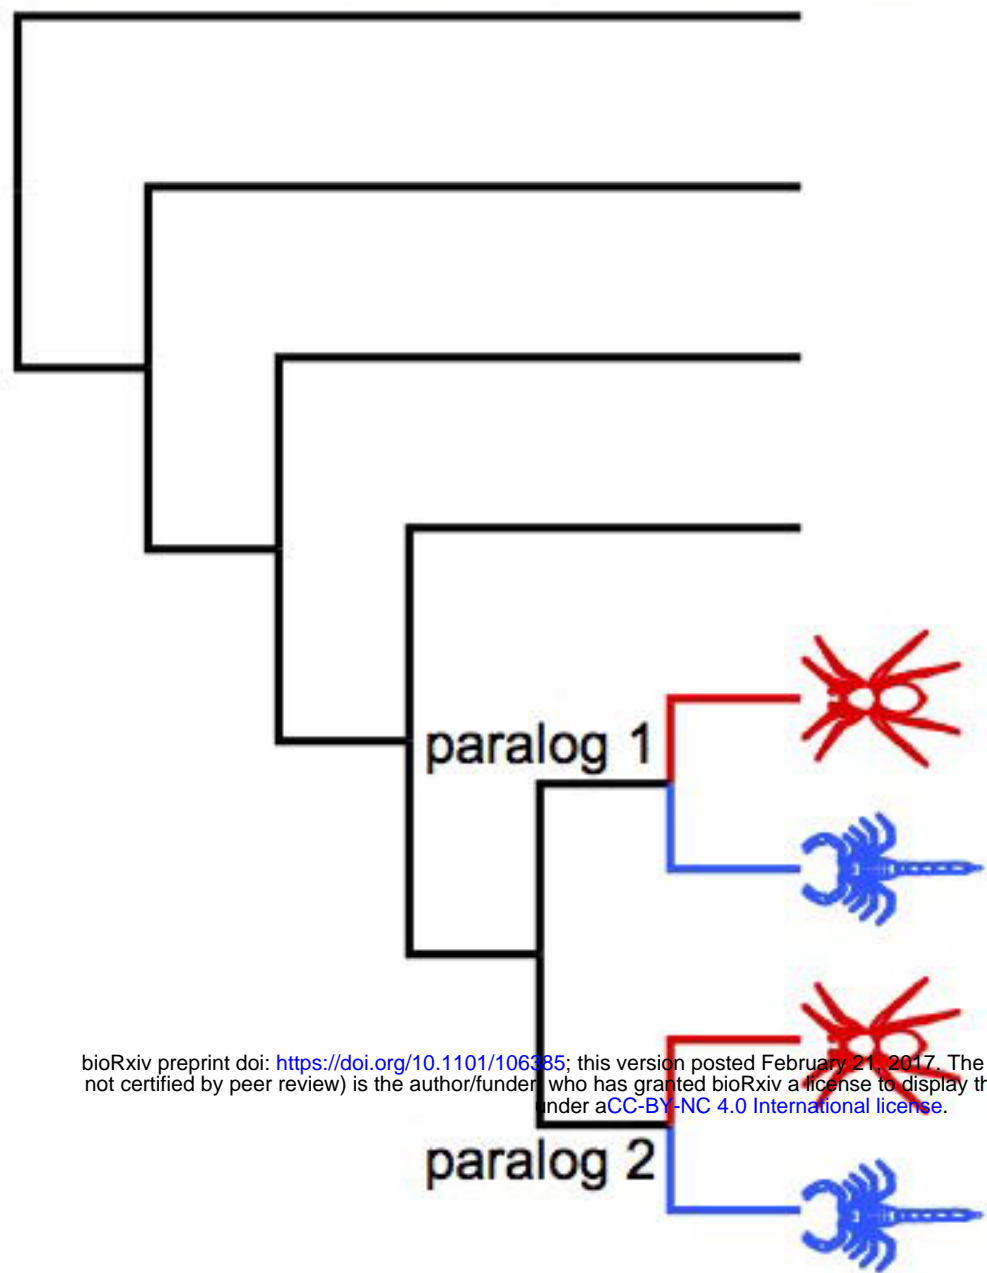 paralog 1
bioRxiv preprint doi: https://doi.org/10.1101/106385; this version posted February 21, 2017. The
not certified by peer review) is the author/funder, who has granted bioRxiv a license to display th
under aCC-BY-NC 4.0 International license.
paralog 2